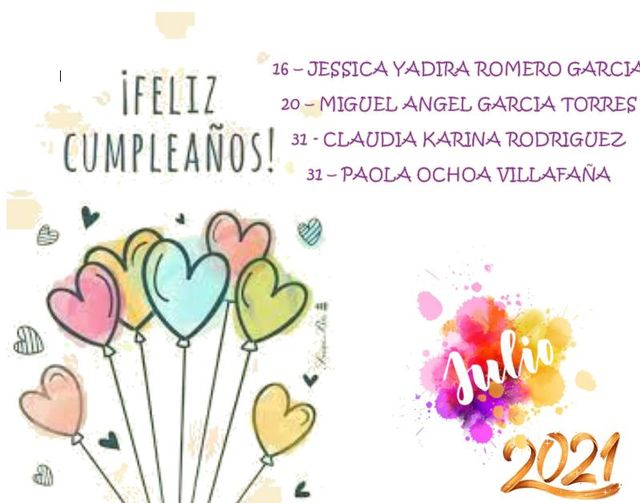 ¡FELIZ
CUMPLEAÑOS!
16 – JESSICA YADIRA ROMERO GARCIA
20 – MIGUEL ANGEL GARCIA TORRES
31 - CLAUDIA KARINA RODRIGUEZ
31 – PAOLA OCHOA VILLAFAÑA
Julio
2021